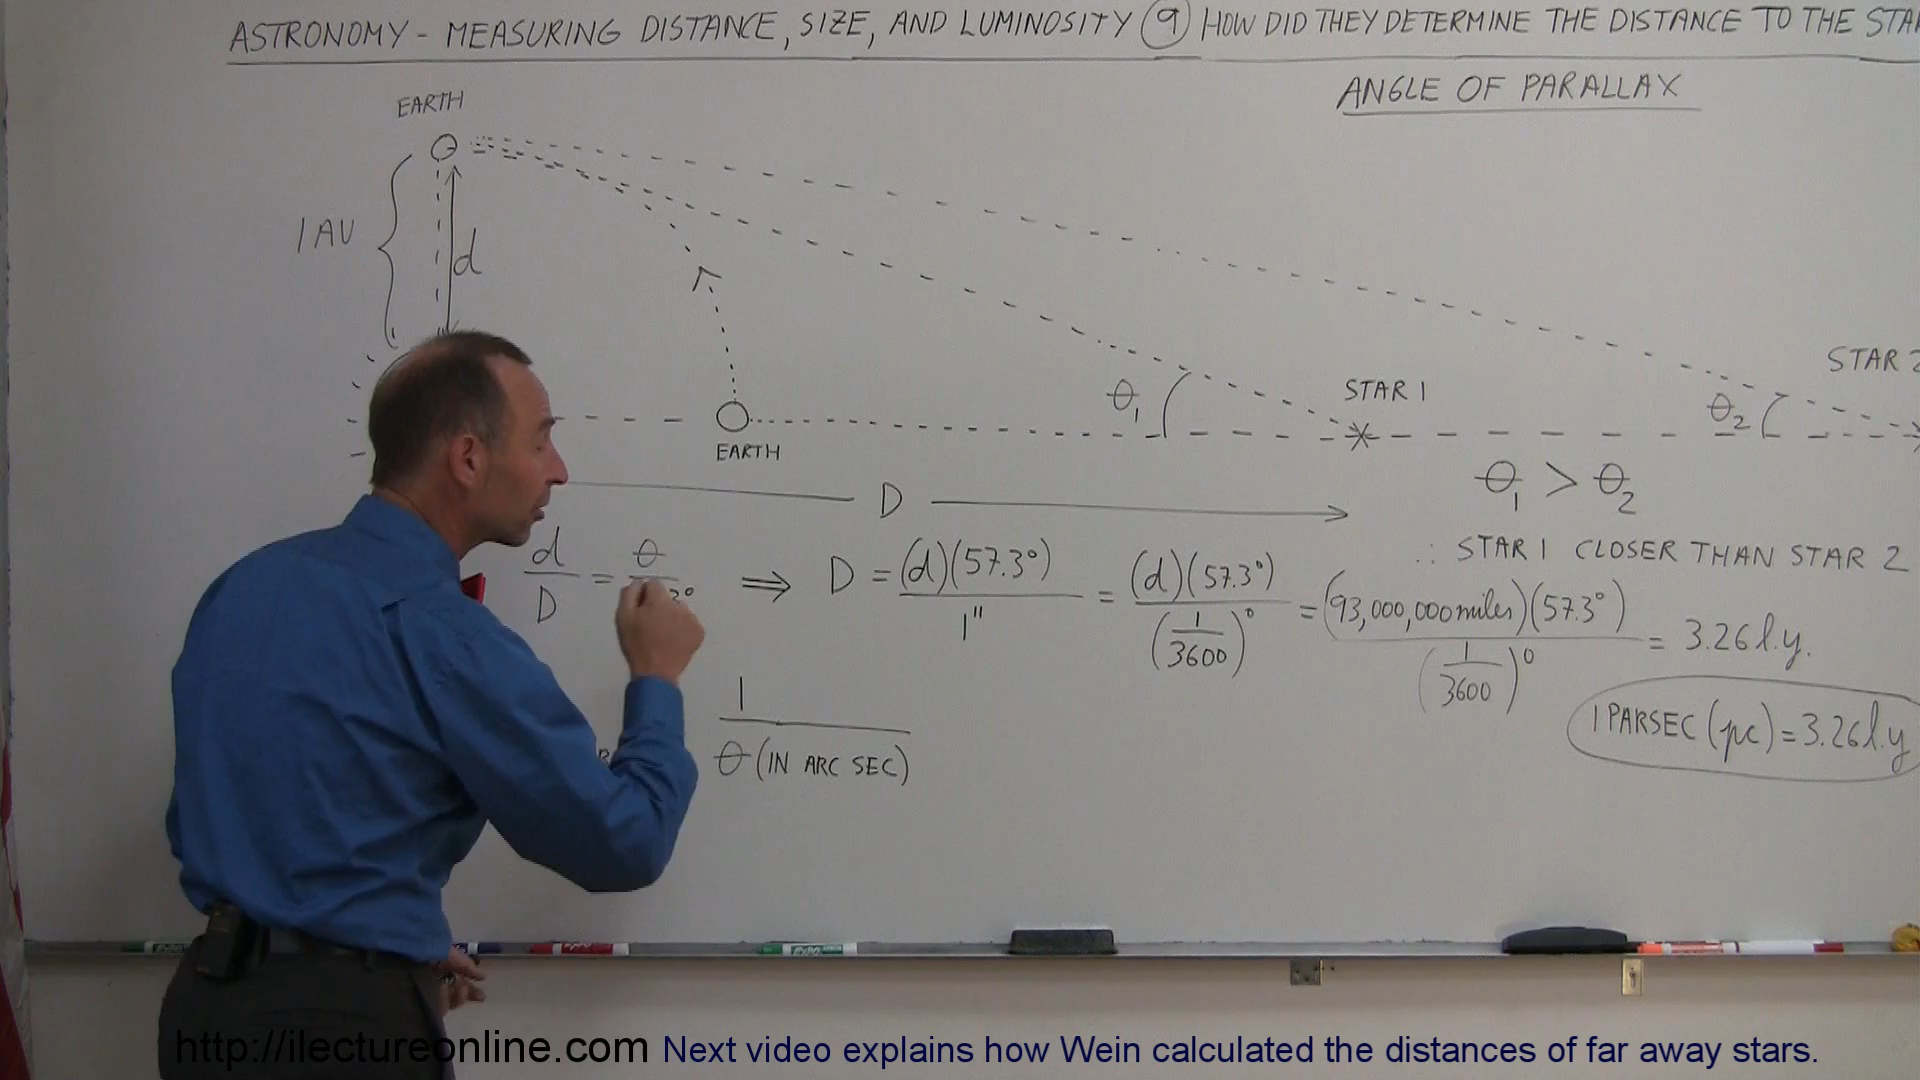 ASTRONOMY - MEASURING DISTANCE, SIZE, AND LUMINOSITY 9 HOW DID THEY DETERMINE THE DISTANCE TO THE STA
ANGLE OF PARALLAX
EARTH
1 AU
d
STAR 2
STAR 1
θ₁
θ₂
EARTH
D
θ₁ > θ₂
∴ STAR 1 CLOSER THAN STAR 2
d/D = θ/ 3° ⇒ D = (d)(57.3°)/1" = (d)(57.3°)/(1/3600)° = (93,000,000 miles)(57.3°)/(1/3600)° = 3.26 l.y.
1 PARSEC (pc) = 3.26 l.y
1/θ (IN ARC SEC)
http://ilectureonline.com Next video explains how Wein calculated the distances of far away stars.